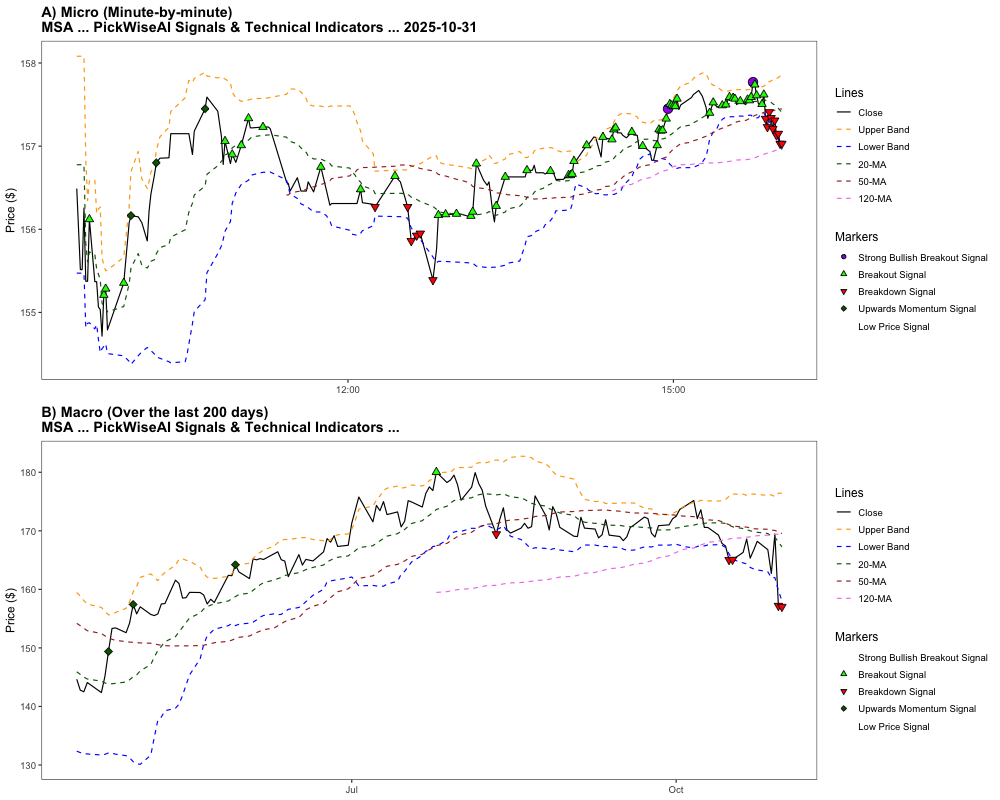 A) Micro (Minute-by-minute)
MSA ... PickWiseAI Signals & Technical Indicators ... 2025-10-31
Price ($)
158
157
156
155
12:00
15:00
Lines
Close
Upper Band
Lower Band
20-MA
50-MA
120-MA
Markers
Strong Bullish Breakout Signal
Breakout Signal
Breakdown Signal
Upwards Momentum Signal
Low Price Signal
B) Macro (Over the last 200 days)
MSA ... PickWiseAI Signals & Technical Indicators ...
Price ($)
180
170
160
150
140
130
Jul
Oct
Lines
Close
Upper Band
Lower Band
20-MA
50-MA
120-MA
Markers
Strong Bullish Breakout Signal
Breakout Signal
Breakdown Signal
Upwards Momentum Signal
Low Price Signal